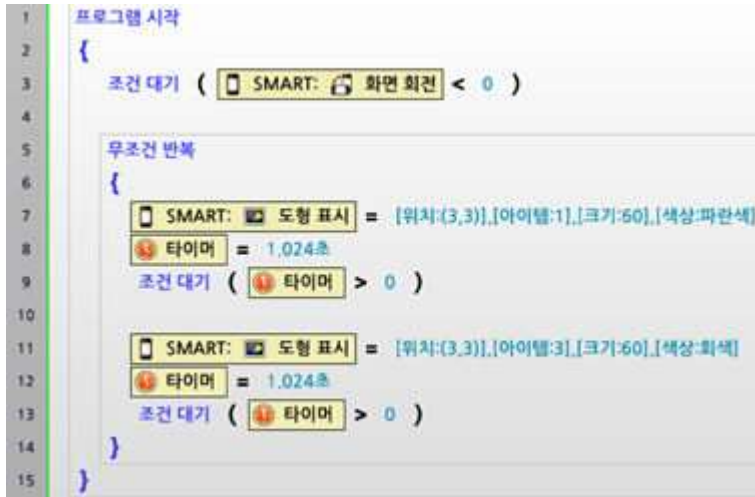 1 프로그램 시작
2 {
3 조건 대기 ( SMART: 화면 회전 < 0 )
4
5 무조건 반복
6 {
7 SMART: 도형 표시 = [위치:(3,3)],[아이템:1],[크기:60],[색상:파란색]
8 타이머 = 1.024초
9 조건 대기 ( 타이머 > 0 )
10
11 SMART: 도형 표시 = [위치:(3,3)],[아이템:3],[크기:60],[색상:회색]
12 타이머 = 1.024초
13 조건 대기 ( 타이머 > 0 )
14 }
15 }